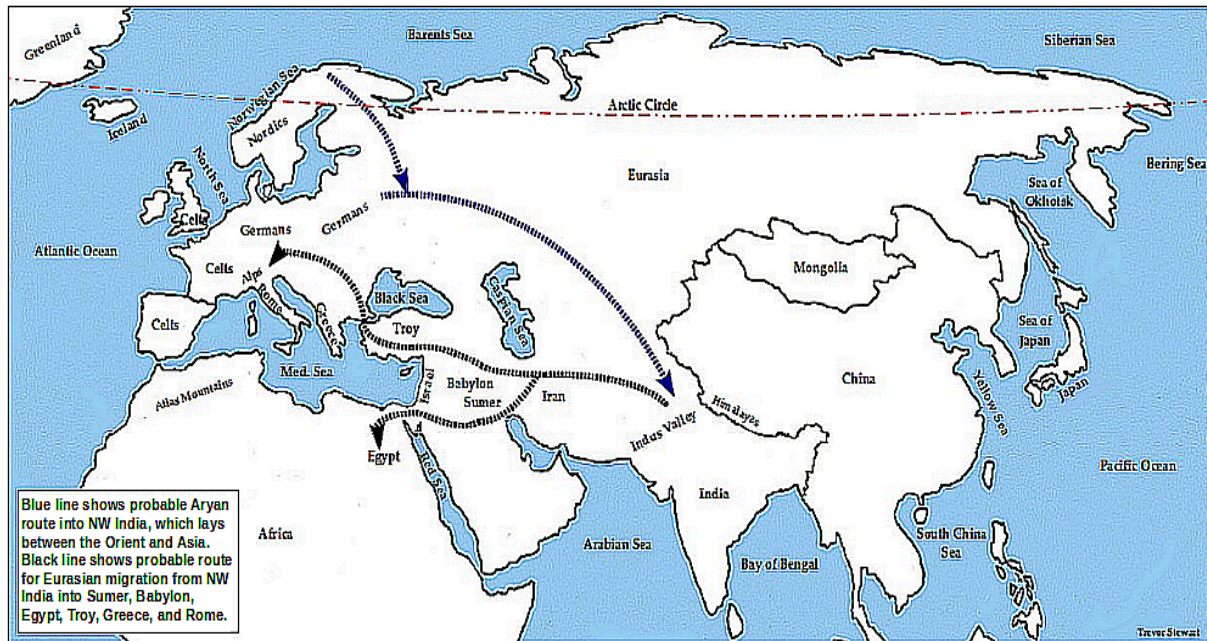 Greenland
Barents Sea
Siberian Sea
Norwegian Sea
Arctic Circle
Iceland
Nordics
Bering Sea
North Sea
Eurasia
Sea of
Okhotsk
Celts
Germans
Germans
Atlantic Ocean
Mongolia
Celts
Alps
Rome
Black Sea
Caspian Sea
Greece
Celts
Troy
Sea of
Japan
Med. Sea
Israel
Babylon
Sumer
Iran
China
Yellow Sea
Japan
Atlas Mountains
Himalayas
Indus Valley
Egypt
Red Sea
India
Pacific Ocean
Africa
Arabian Sea
South China
Sea
Bay of Bengal
Blue line shows probable Aryan
route into NW India, which lays
between the Orient and Asia.
Black line shows probable route
for Eurasian migration from NW
India into Sumer, Babylon,
Egypt, Troy, Greece, and Rome.
Trevor Stewart